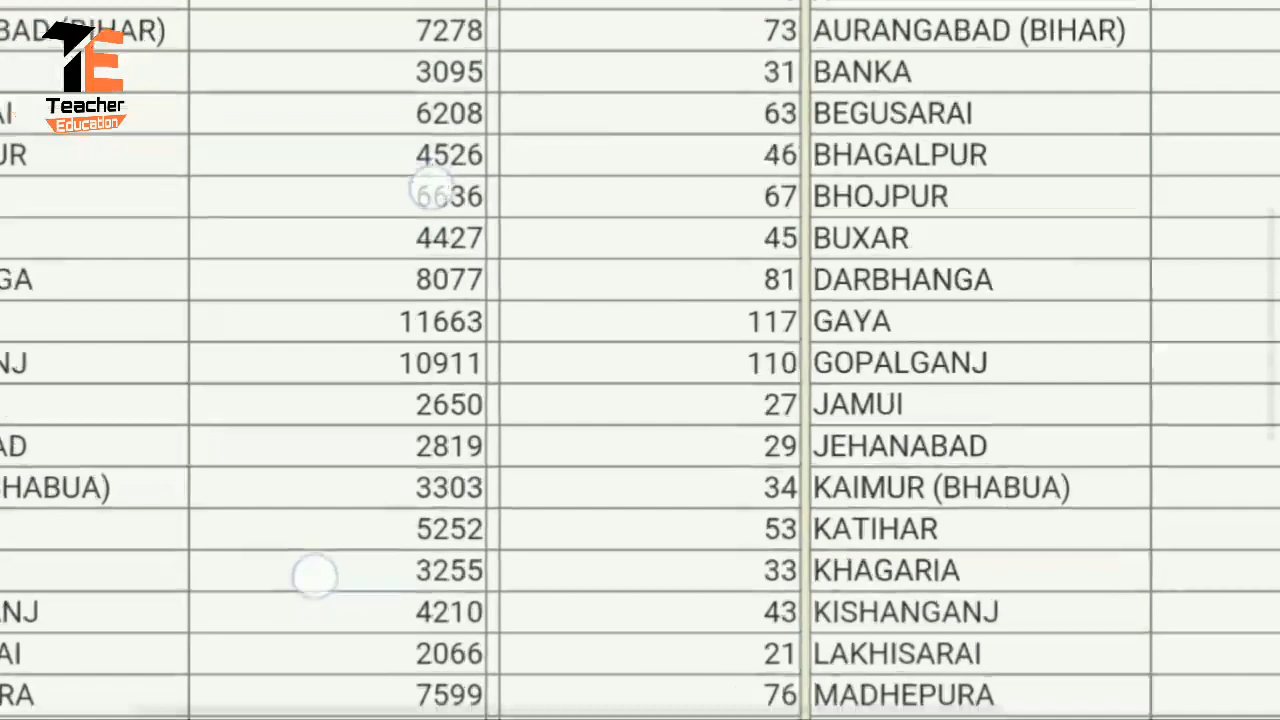 BAD (BIHAR) 7278 73 AURANGABAD (BIHAR)
3095 31 BANKA
AI 6208 63 BEGUSARAI
UR 4526 46 BHAGALPUR
6636 67 BHOJPUR
4427 45 BUXAR
GA 8077 81 DARBHANGA
11663 117 GAYA
NJ 10911 110 GOPALGANJ
2650 27 JAMUI
AD 2819 29 JEHANABAD
BHABUA) 3303 34 KAIMUR (BHABUA)
5252 53 KATIHAR
3255 33 KHAGARIA
ANJ 4210 43 KISHANGANJ
AI 2066 21 LAKHISARAI
RA 7599 76 MADHEPURA
TE
Teacher
Education